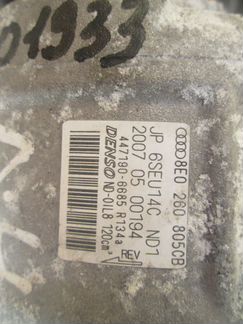 01933
8E0 260 805CB
JP 6SEU14C ND1
2007 05 00194
447190-6685 R134a
DENSO ND-OIL8 120cm³
REV